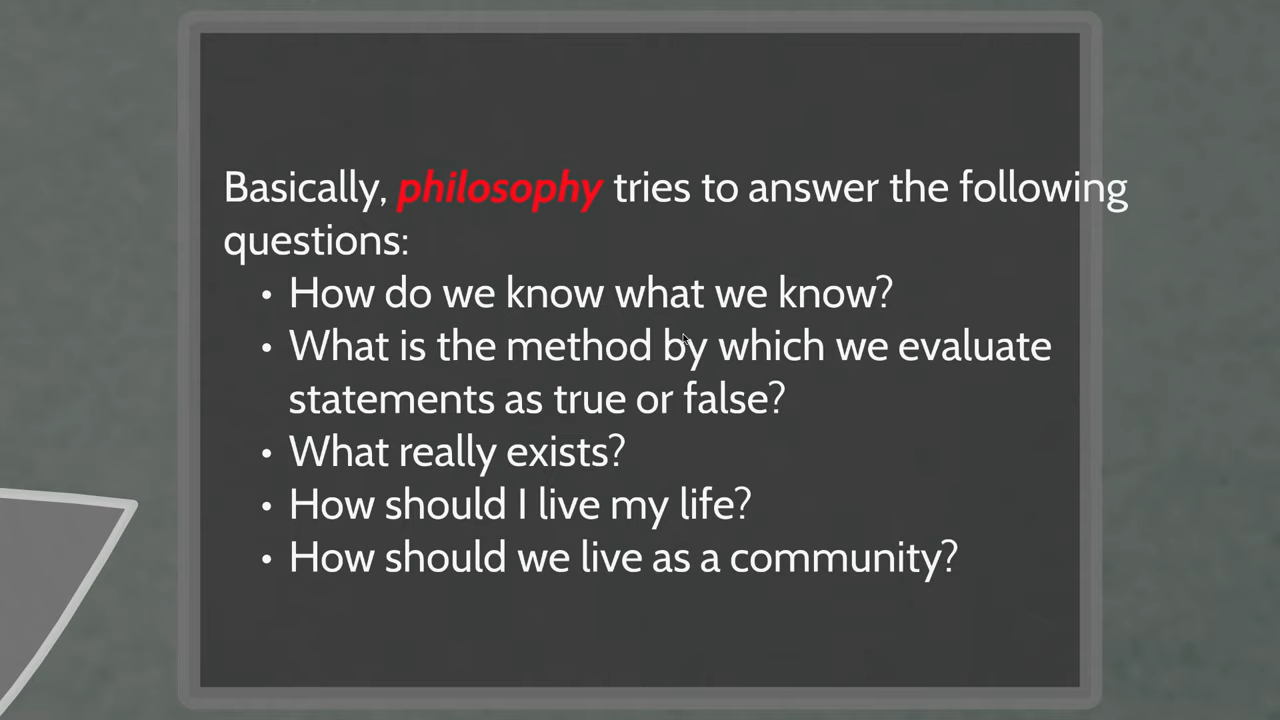 Basically, philosophy tries to answer the following
questions:
• How do we know what we know?
• What is the method by which we evaluate
statements as true or false?
• What really exists?
• How should I live my life?
• How should we live as a community?